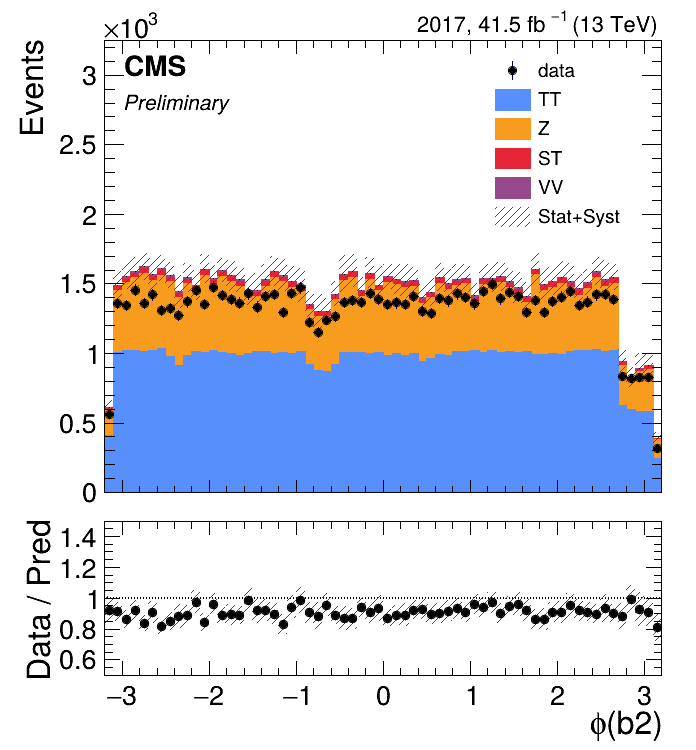 ×10³
2017, 41.5 fb⁻¹ (13 TeV)
Events
CMS
Preliminary
data
TT
Z
ST
VV
Stat+Syst
3
2.5
2
1.5
1
0.5
0
Data / Pred
1.4
1.2
1
0.8
0.6
−3 −2 −1 0 1 2 3
ϕ(b2)